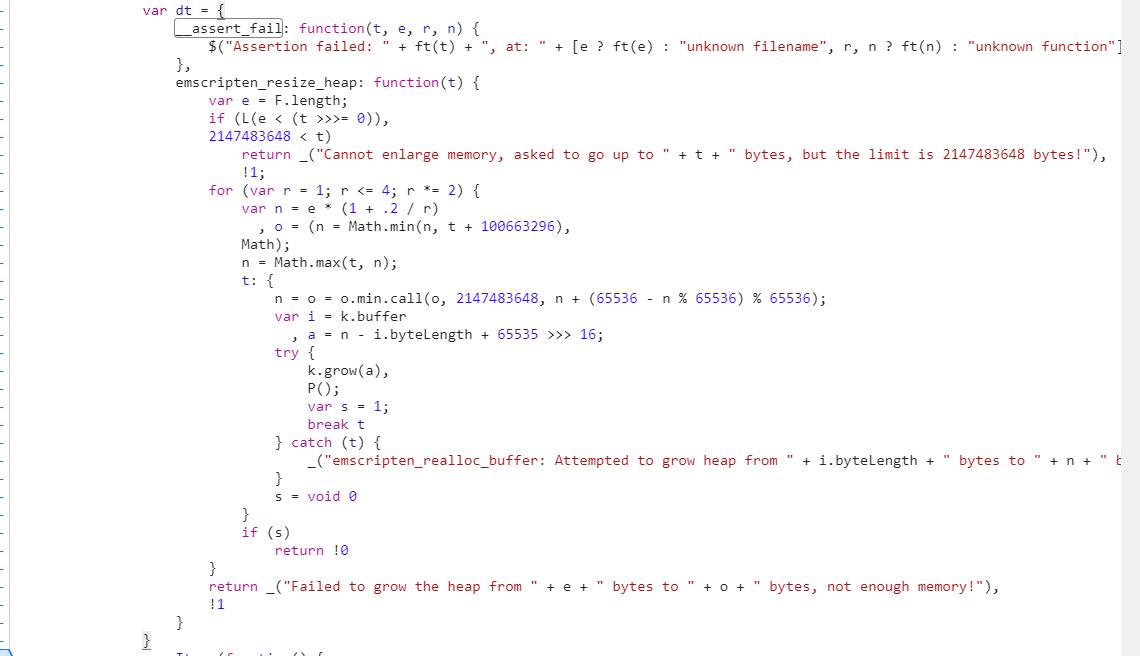 var dt = {
__assert_fail: function(t, e, r, n) {
$("Assertion failed: " + ft(t) + ", at: " + [e ? ft(e) : "unknown filename", r, n ? ft(n) : "unknown function"]
},
emscripten_resize_heap: function(t) {
var e = F.length;
if (L(e < (t >>>= 0)),
2147483648 < t)
return _("Cannot enlarge memory, asked to go up to " + t + " bytes, but the limit is 2147483648 bytes!"),
!1;
for (var r = 1; r <= 4; r *= 2) {
var n = e * (1 + .2 / r)
, o = (n = Math.min(n, t + 100663296),
Math);
n = Math.max(t, n);
t: {
n = o = o.min.call(o, 2147483648, n + (65536 - n % 65536) % 65536);
var i = k.buffer
, a = n - i.byteLength + 65535 >>> 16;
try {
k.grow(a),
P();
var s = 1;
break t
} catch (t) {
_("emscripten_realloc_buffer: Attempted to grow heap from " + i.byteLength + " bytes to " + n + " b
}
s = void 0
}
if (s)
return !0
}
return _("Failed to grow the heap from " + e + " bytes to " + o + " bytes, not enough memory!"),
!1
}
}